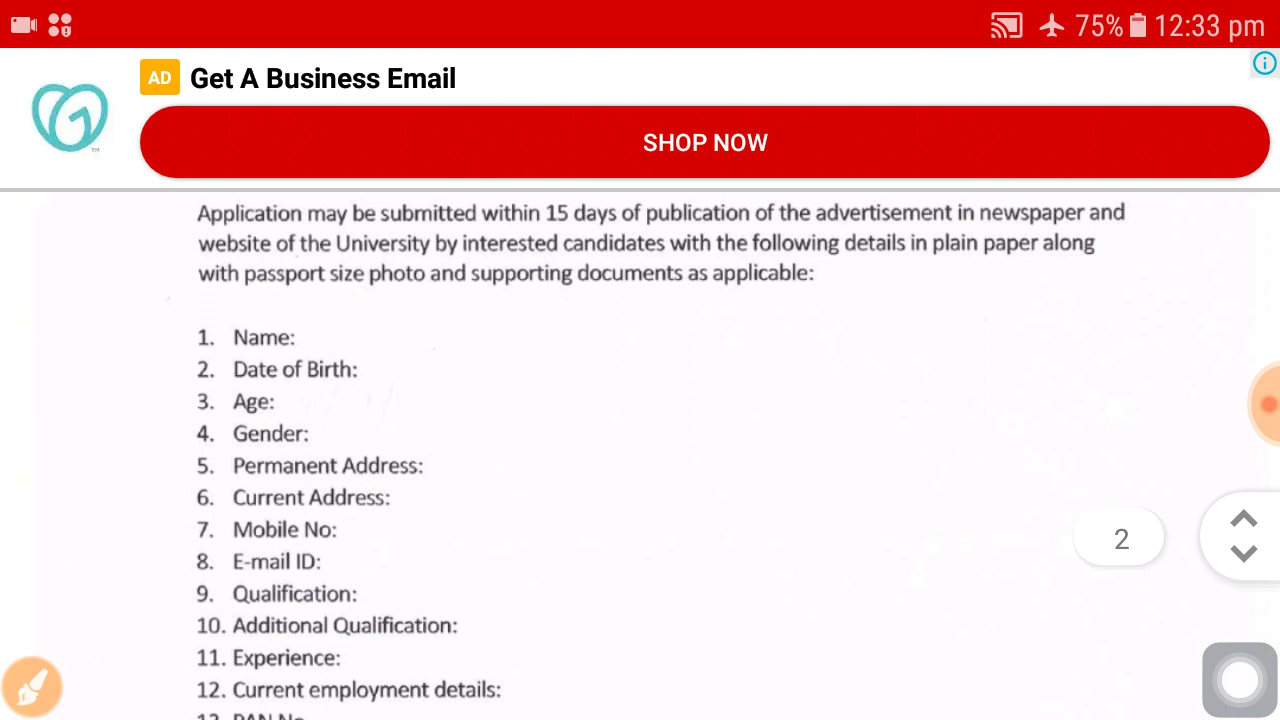 75% 12:33 pm
AD Get A Business Email
SHOP NOW
Application may be submitted within 15 days of publication of the advertisement in newspaper and
website of the University by interested candidates with the following details in plain paper along
with passport size photo and supporting documents as applicable:
1. Name:
2. Date of Birth:
3. Age:
4. Gender:
5. Permanent Address:
6. Current Address:
7. Mobile No:
8. E-mail ID:
2
9. Qualification:
10. Additional Qualification:
11. Experience:
12. Current employment details:
13. PAN No